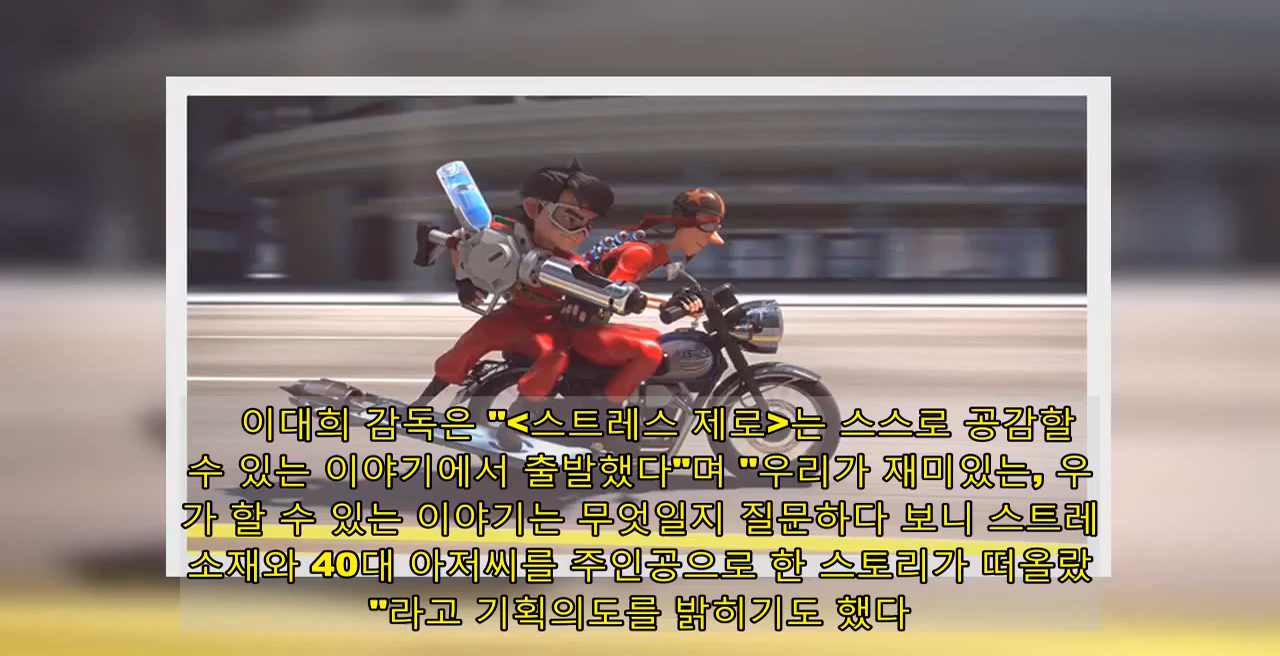 이대희 감독은 "<스트레스 제로>는 스스로 공감할
수 있는 이야기에서 출발했다"며 "우리가 재미있는, 우
가 할 수 있는 이야기는 무엇일지 질문하다 보니 스트레
소재와 40대 아저씨를 주인공으로 한 스토리가 떠올랐
"라고 기획의도를 밝히기도 했다